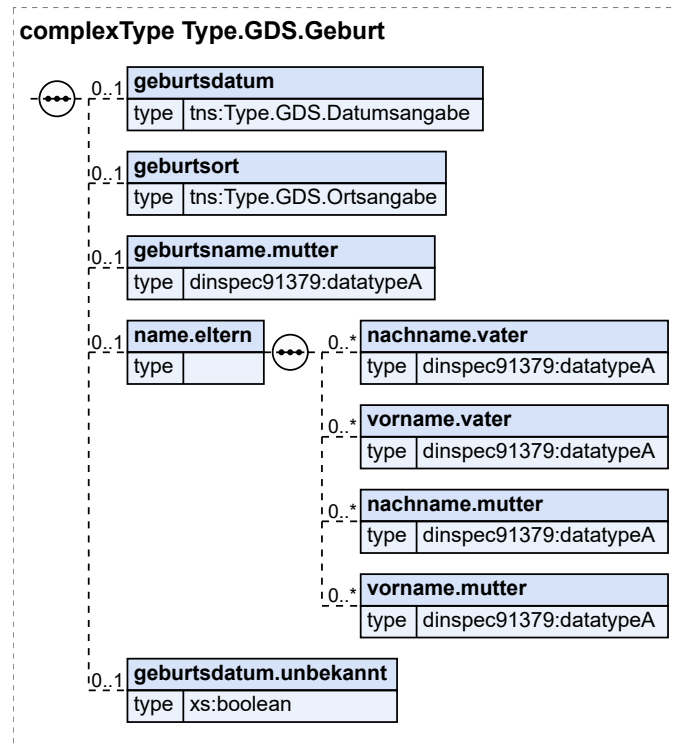 complexType Type.GDS.Geburt
0..1 geburtsdatum
type tns:Type.GDS.Datumsangabe
0..1 geburtsort
type tns:Type.GDS.Ortsangabe
0..1 geburtsname.mutter
type dinspec91379:datatypeA
0..1 name.eltern 0..* nachname.vater
type type dinspec91379:datatypeA
0..* vorname.vater
type dinspec91379:datatypeA
0..* nachname.mutter
type dinspec91379:datatypeA
0..* vorname.mutter
type dinspec91379:datatypeA
0..1 geburtsdatum.unbekannt
type xs:boolean